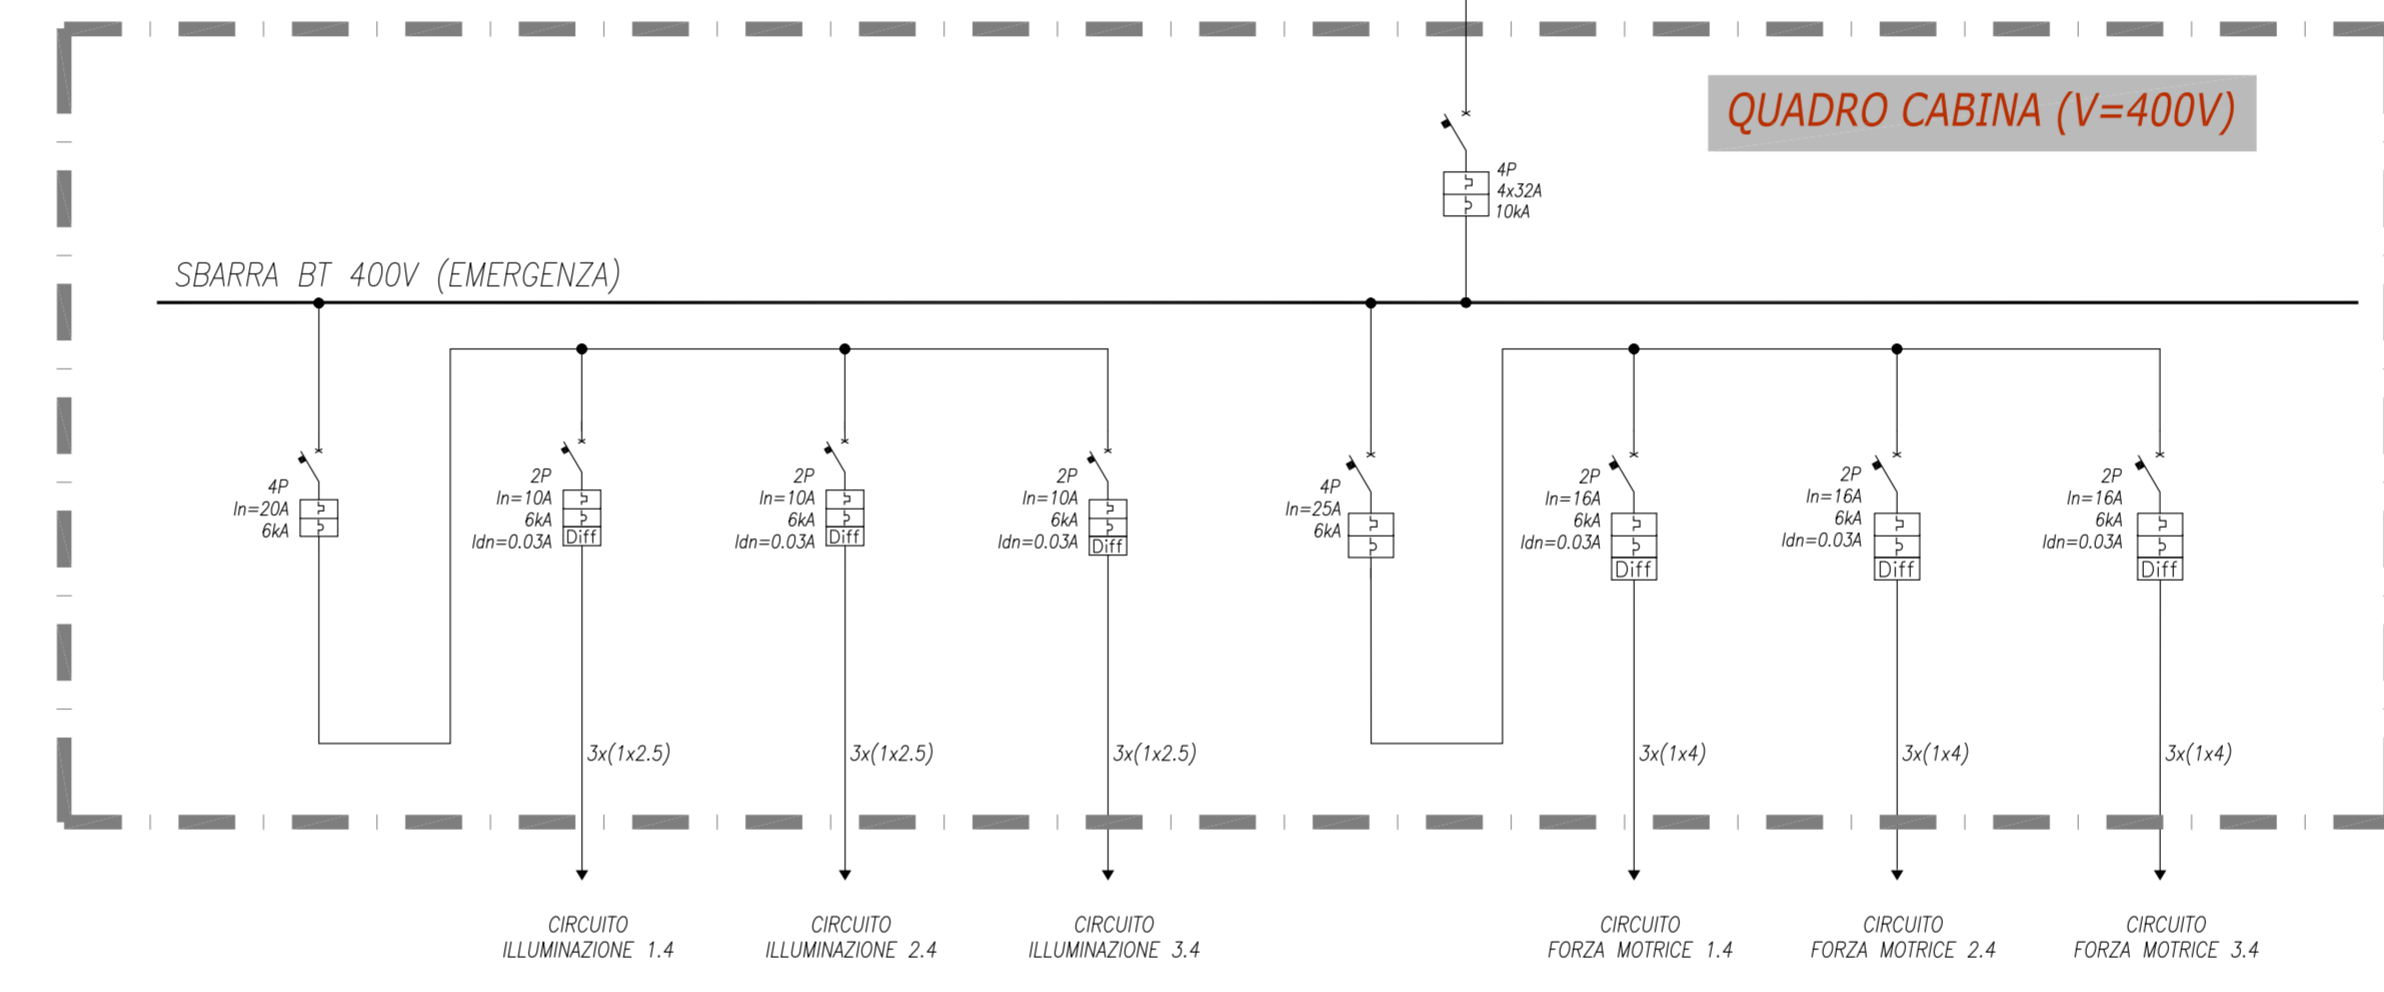 QUADRO CABINA (V=400V)
4P
4x32A
10kA
SBARRA BT 400V (EMERGENZA)
4P
In=20A
6kA
2P
In=10A
6kA
Idn=0.03A
Diff
2P
In=10A
6kA
Idn=0.03A
Diff
2P
In=10A
6kA
Idn=0.03A
Diff
4P
In=25A
6kA
2P
In=16A
6kA
Idn=0.03A
Diff
2P
In=16A
6kA
Idn=0.03A
Diff
2P
In=16A
6kA
Idn=0.03A
Diff
3x(1x2.5)
3x(1x2.5)
3x(1x2.5)
3x(1x4)
3x(1x4)
3x(1x4)
CIRCUITO
ILLUMINAZIONE 1.4
CIRCUITO
ILLUMINAZIONE 2.4
CIRCUITO
ILLUMINAZIONE 3.4
CIRCUITO
FORZA MOTRICE 1.4
CIRCUITO
FORZA MOTRICE 2.4
CIRCUITO
FORZA MOTRICE 3.4